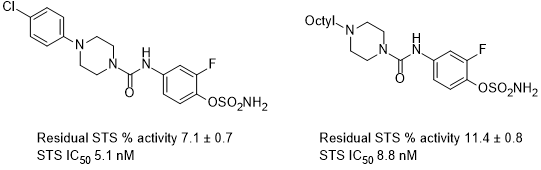 Cl
N
N
O
H
N
F
OSO2NH2
Residual STS % activity 7.1 ± 0.7
STS IC50 5.1 nM
Octyl
N
N
O
H
N
F
OSO2NH2
Residual STS % activity 11.4 ± 0.8
STS IC50 8.8 nM